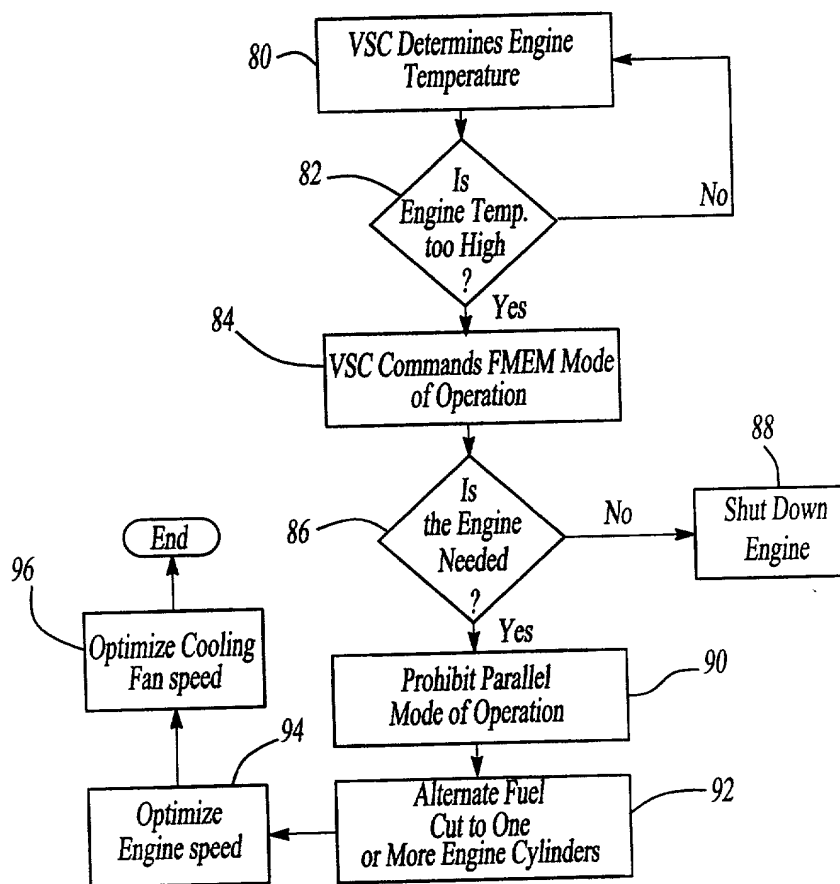 80
VSC Determines Engine
Temperature
82
Is
Engine Temp.
too High
?
No
Yes
84
VSC Commands FMEM Mode
of Operation
86
Is
the Engine
Needed
?
No
88
Shut Down
Engine
Yes
90
Prohibit Parallel
Mode of Operation
92
Alternate Fuel
Cut to One
or More Engine Cylinders
94
Optimize
Engine speed
96
Optimize Cooling
Fan speed
End